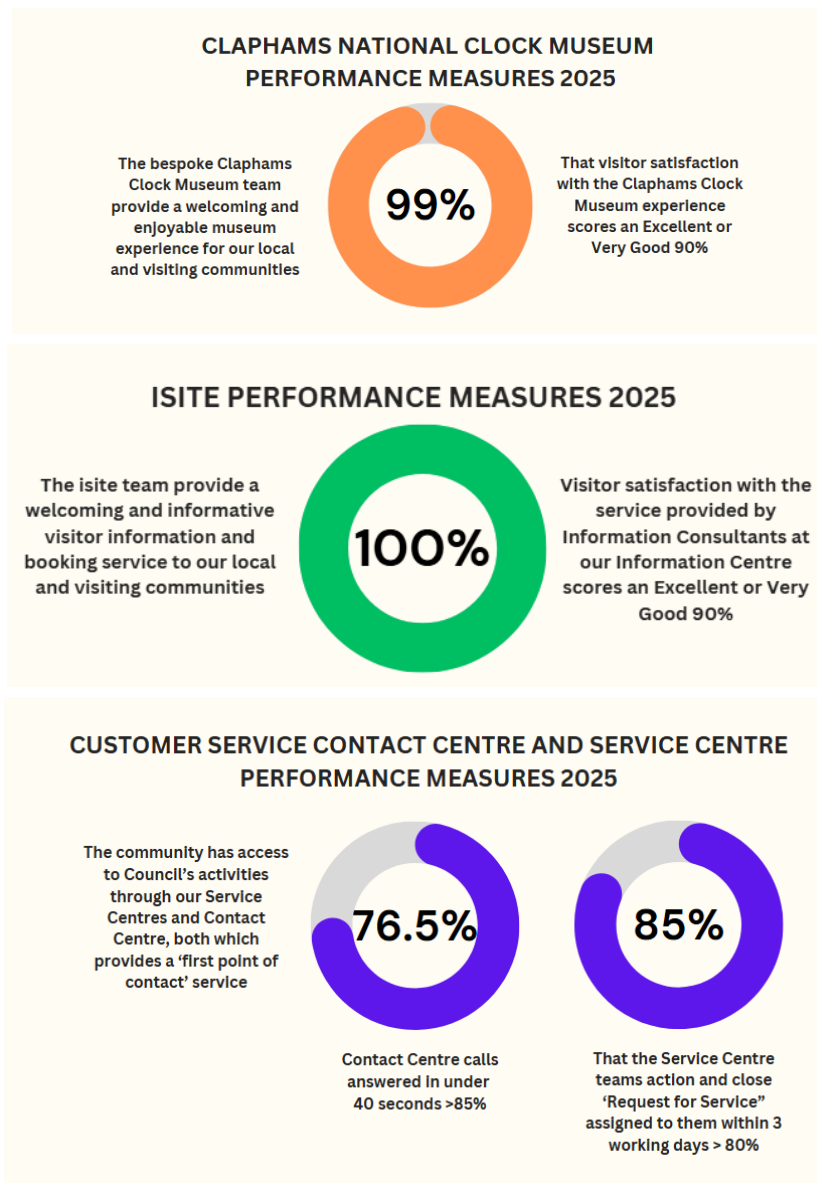 CLAPHAMS NATIONAL CLOCK MUSEUM
PERFORMANCE MEASURES 2025
The bespoke Claphams
Clock Museum team
provide a welcoming and
enjoyable museum
experience for our local
and visiting communities
99%
That visitor satisfaction
with the Claphams Clock
Museum experience
scores an Excellent or
Very Good 90%
ISITE PERFORMANCE MEASURES 2025
The isite team provide a
welcoming and informative
visitor information and
booking service to our local
and visiting communities
100%
Visitor satisfaction with the
service provided by
Information Consultants at
our Information Centre
scores an Excellent or Very
Good 90%
CUSTOMER SERVICE CONTACT CENTRE AND SERVICE CENTRE
PERFORMANCE MEASURES 2025
The community has access
to Council’s activities
through our Service
Centres and Contact
Centre, both which
provides a ‘first point of
contact’ service
76.5%
Contact Centre calls
answered in under
40 seconds >85%
85%
That the Service Centre
teams action and close
‘Request for Service”
assigned to them within 3
working days > 80%